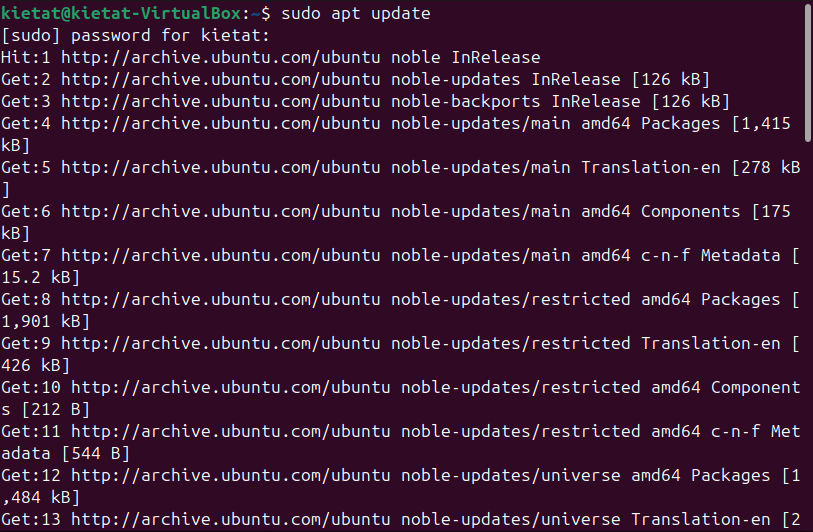 kietat@kietat-VirtualBox:~$ sudo apt update
[sudo] password for kietat:
Hit:1 http://archive.ubuntu.com/ubuntu noble InRelease
Get:2 http://archive.ubuntu.com/ubuntu noble-updates InRelease [126 kB]
Get:3 http://archive.ubuntu.com/ubuntu noble-backports InRelease [126 kB]
Get:4 http://archive.ubuntu.com/ubuntu noble-updates/main amd64 Packages [1,415
kB]
Get:5 http://archive.ubuntu.com/ubuntu noble-updates/main Translation-en [278 kB
]
Get:6 http://archive.ubuntu.com/ubuntu noble-updates/main amd64 Components [175
kB]
Get:7 http://archive.ubuntu.com/ubuntu noble-updates/main amd64 c-n-f Metadata [
15.2 kB]
Get:8 http://archive.ubuntu.com/ubuntu noble-updates/restricted amd64 Packages [
1,901 kB]
Get:9 http://archive.ubuntu.com/ubuntu noble-updates/restricted Translation-en [
426 kB]
Get:10 http://archive.ubuntu.com/ubuntu noble-updates/restricted amd64 Component
s [212 B]
Get:11 http://archive.ubuntu.com/ubuntu noble-updates/restricted amd64 c-n-f Met
adata [544 B]
Get:12 http://archive.ubuntu.com/ubuntu noble-updates/universe amd64 Packages [1
,484 kB]
Get:13 http://archive.ubuntu.com/ubuntu noble-updates/universe Translation-en [2